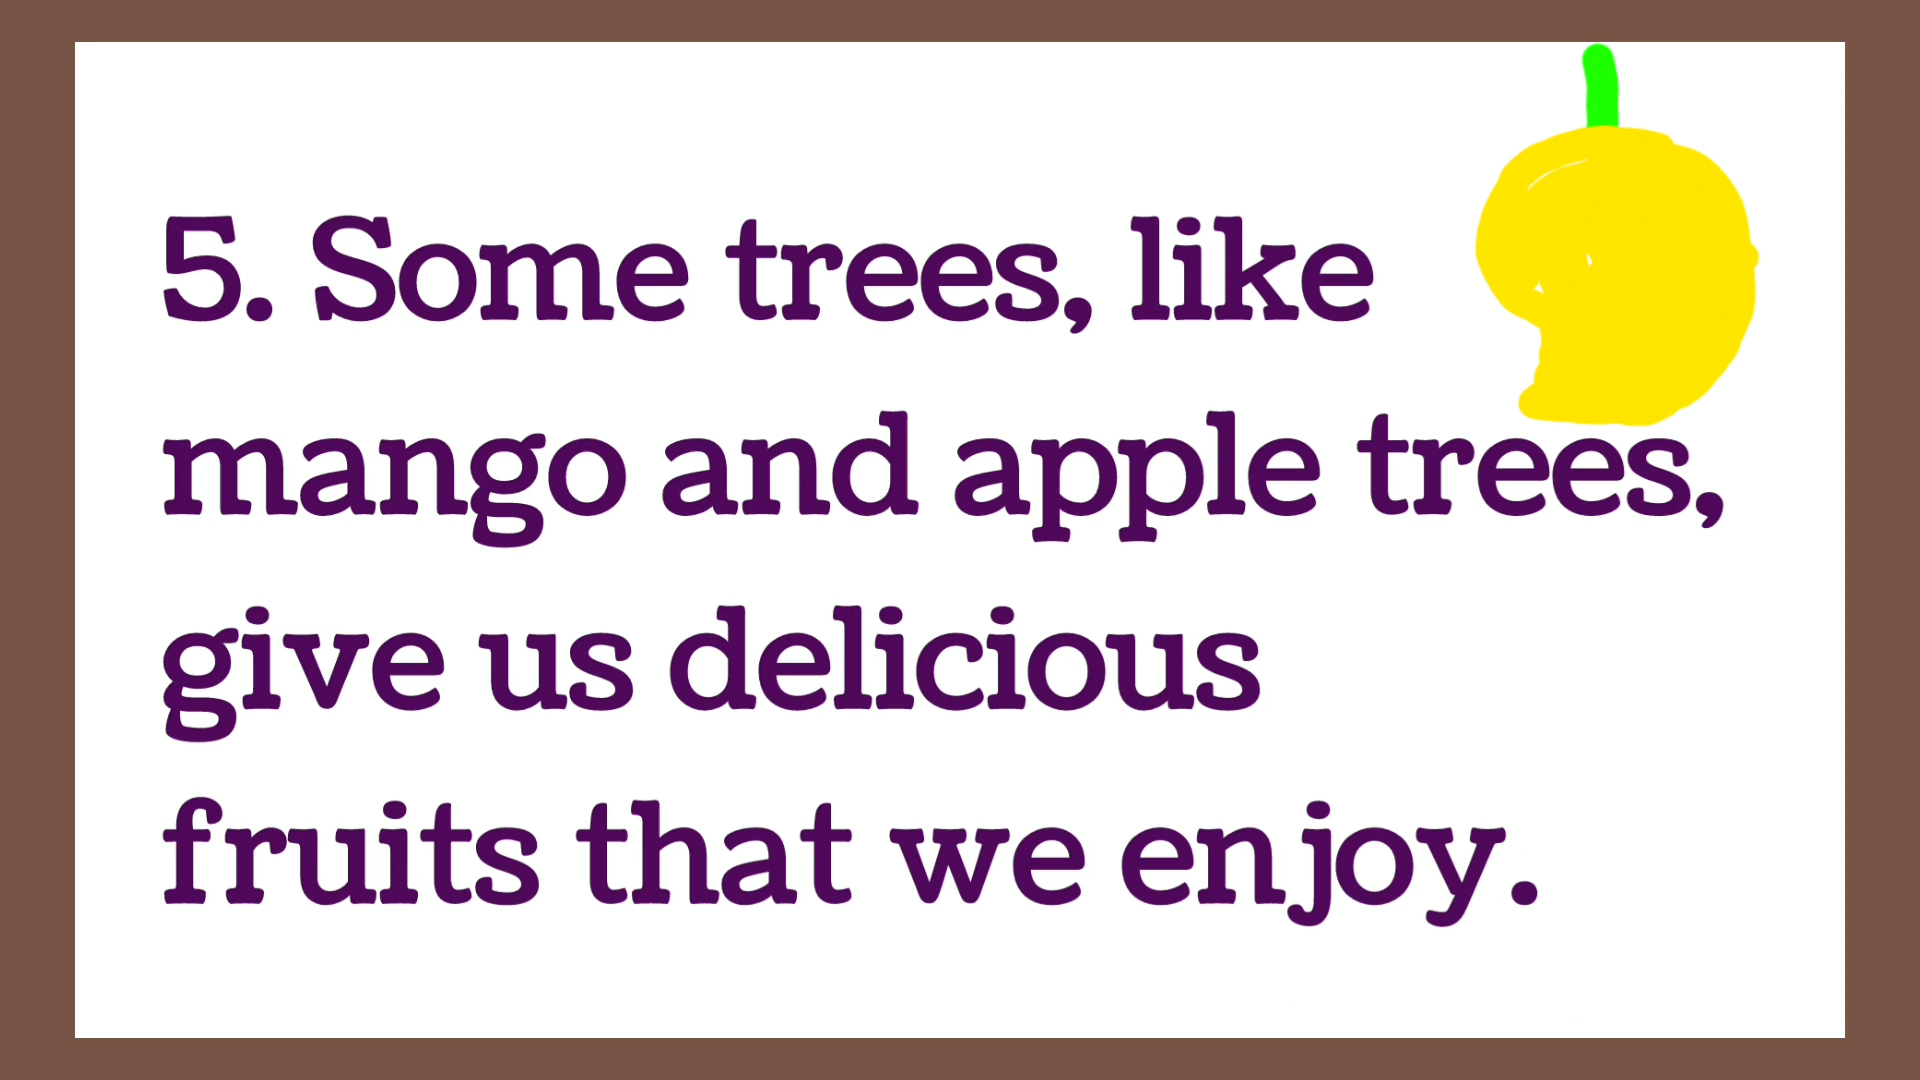 5. Some trees, like
mango and apple trees,
give us delicious
fruits that we enjoy.